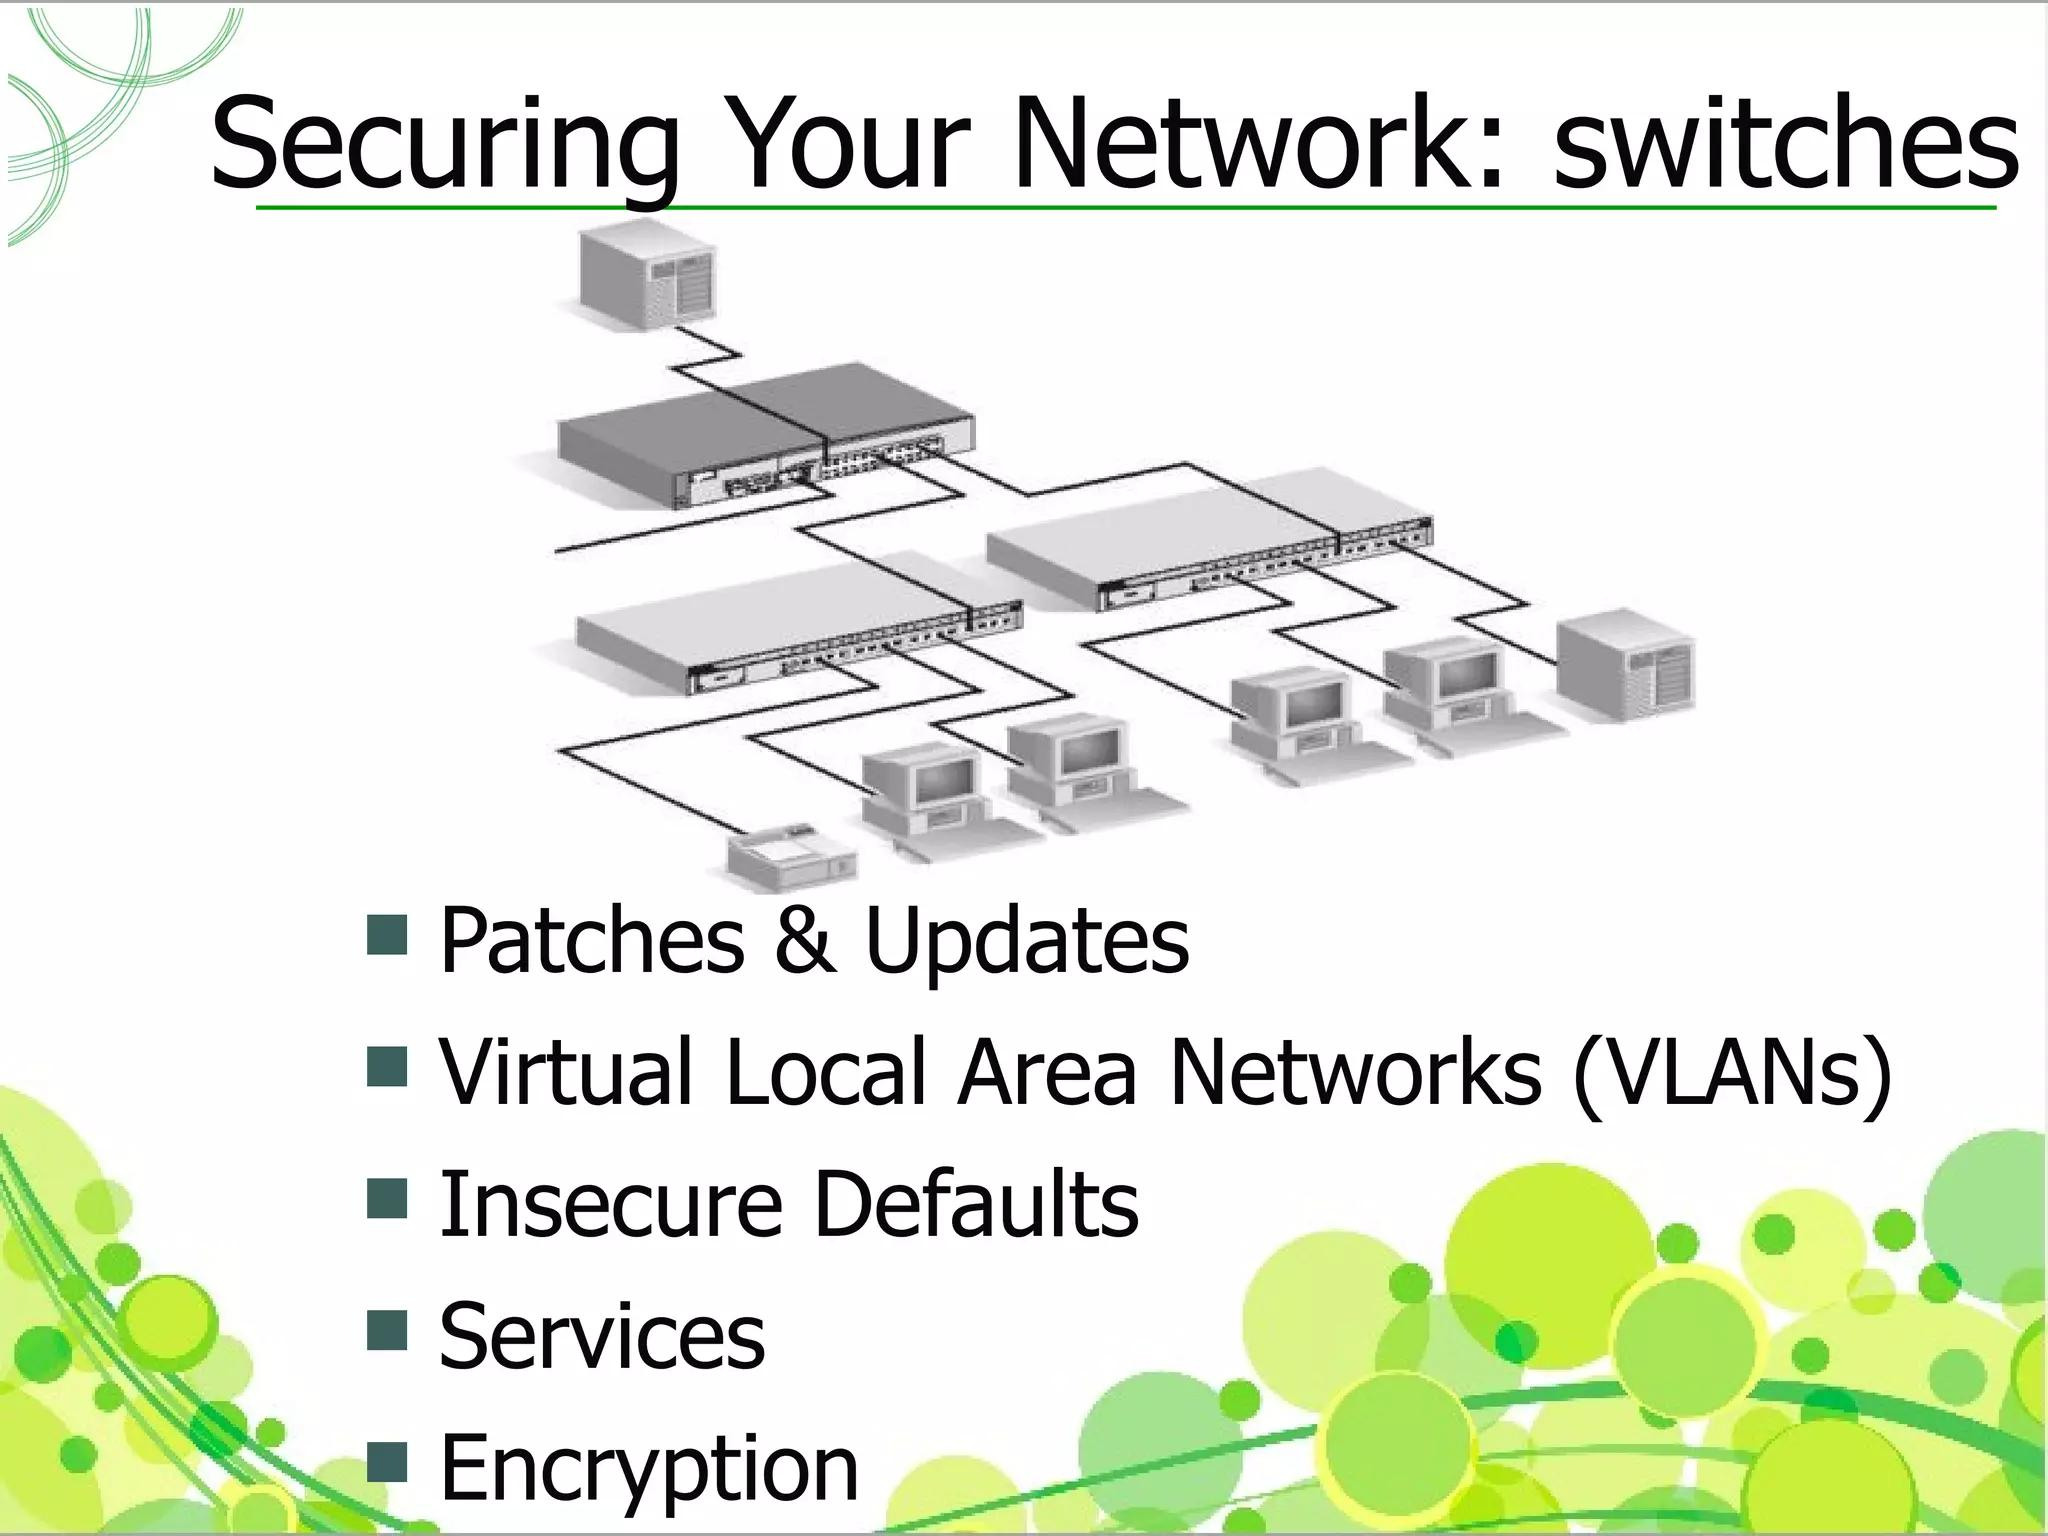 Securing Your Network: switches
Patches & Updates
Virtual Local Area Networks (VLANs)
Insecure Defaults
Services
Encryption